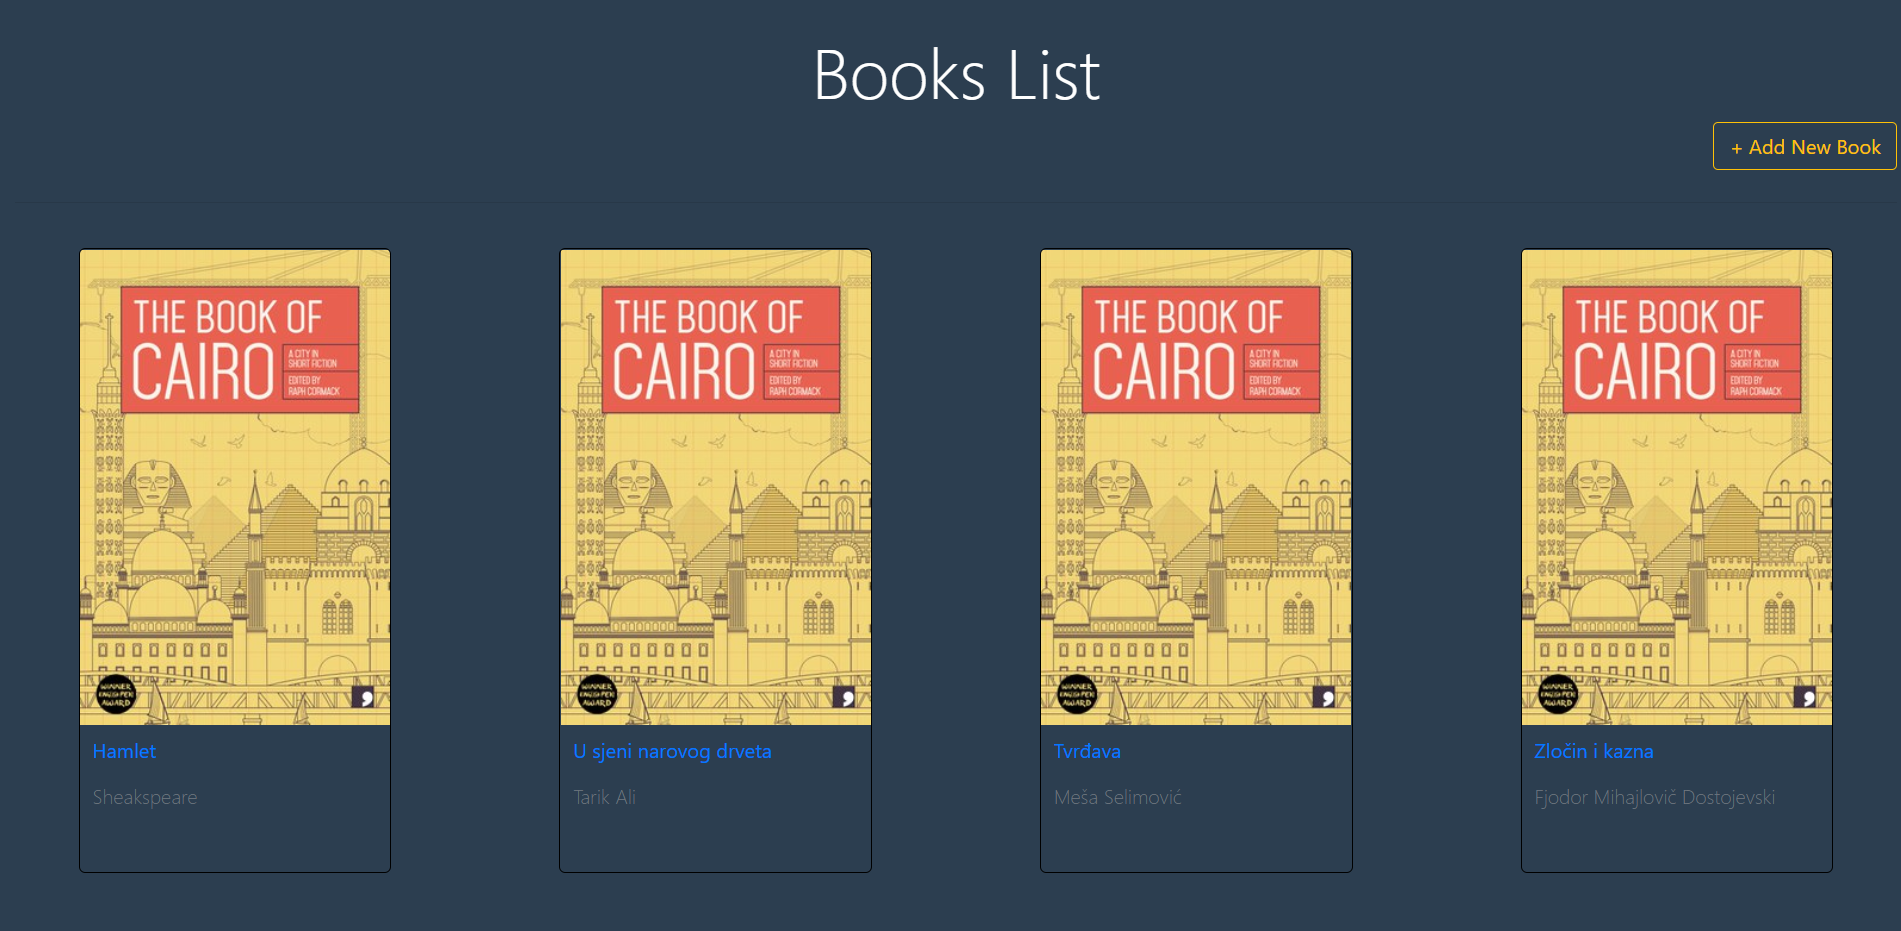 Books List
+ Add New Book
THE BOOK OF
CAIRO
A CITY IN
SHORT FICTION
EDITED BY
RAPH CORMACK
WINNER
ENGLISH PEN
AWARD
Hamlet
Sheakspeare
THE BOOK OF
CAIRO
A CITY IN
SHORT FICTION
EDITED BY
RAPH CORMACK
WINNER
ENGLISH PEN
AWARD
U sjeni narovog drveta
Tarik Ali
THE BOOK OF
CAIRO
A CITY IN
SHORT FICTION
EDITED BY
RAPH CORMACK
WINNER
ENGLISH PEN
AWARD
Tvrđava
Meša Selimović
THE BOOK OF
CAIRO
A CITY IN
SHORT FICTION
EDITED BY
RAPH CORMACK
WINNER
ENGLISH PEN
AWARD
Zločin i kazna
Fjodor Mihajlovič Dostojevski